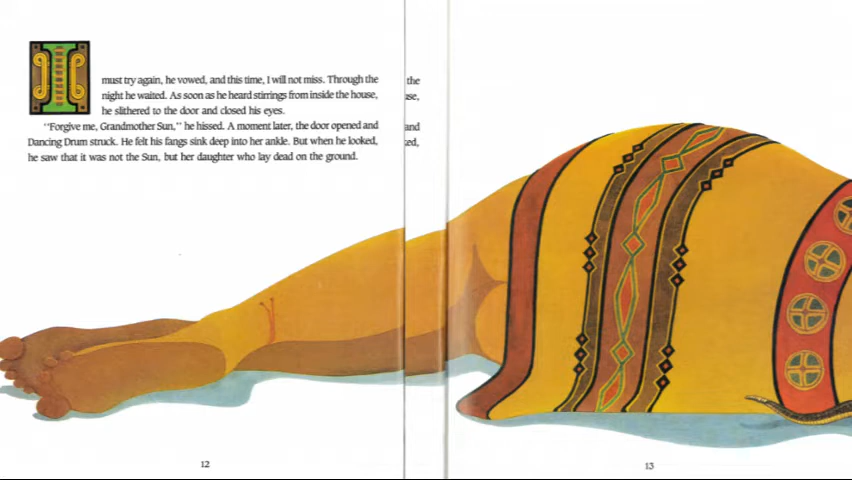 I must try again, he vowed, and this time, I will not miss. Through the
night he waited. As soon as he heard stirrings from inside the house,
he slithered to the door and closed his eyes.
"Forgive me, Grandmother Sun," he hissed. A moment later, the door opened and
Dancing Drum struck. He felt his fangs sink deep into her ankle. But when he looked,
he saw that it was not the Sun, but her daughter who lay dead on the ground.
the
use,
and
ked,
12
13